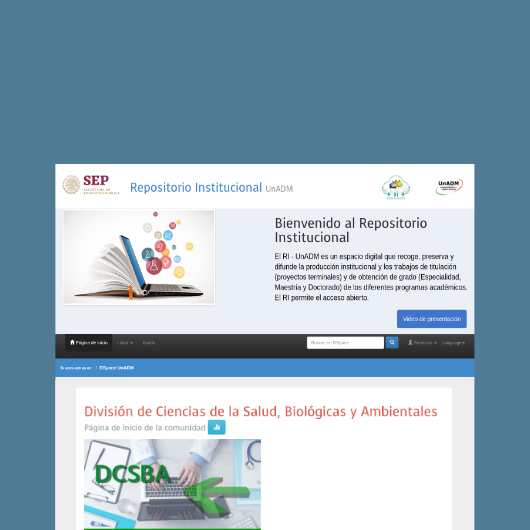 SEP
SECRETARÍA DE EDUCACIÓN PÚBLICA
Repositorio Institucional UnADM
UnADM
Bienvenido al Repositorio
Institucional
El RI - UnADM es un espacio digital que recoge, preserva y
difunde la producción institucional y los trabajos de titulación
(proyectos terminales) y de obtención de grado (Especialidad,
Maestría y Doctorado) de los diferentes programas académicos.
El RI permite el acceso abierto.
Video de presentación
Página de inicio
Listar
Ayuda
Buscar en DSpace
Servicios
Language
/ DSpace UnADM
División de Ciencias de la Salud, Biológicas y Ambientales
Página de inicio de la comunidad
DCSBA